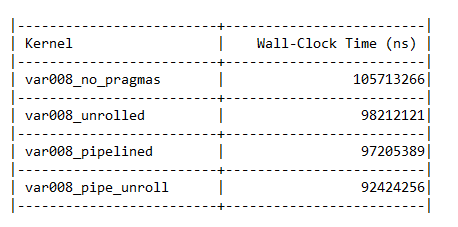 |-------------------------+-------------------------|
| Kernel                  |    Wall-Clock Time (ns) |
|-------------------------+-------------------------|
| var008_no_pragmas       |               105713266|
|-------------------------+-------------------------|
| var008_unrolled         |                98212121|
|-------------------------+-------------------------|
| var008_pipelined        |                97205389|
|-------------------------+-------------------------|
| var008_pipe_unroll      |                92424256|
|-------------------------+-------------------------|